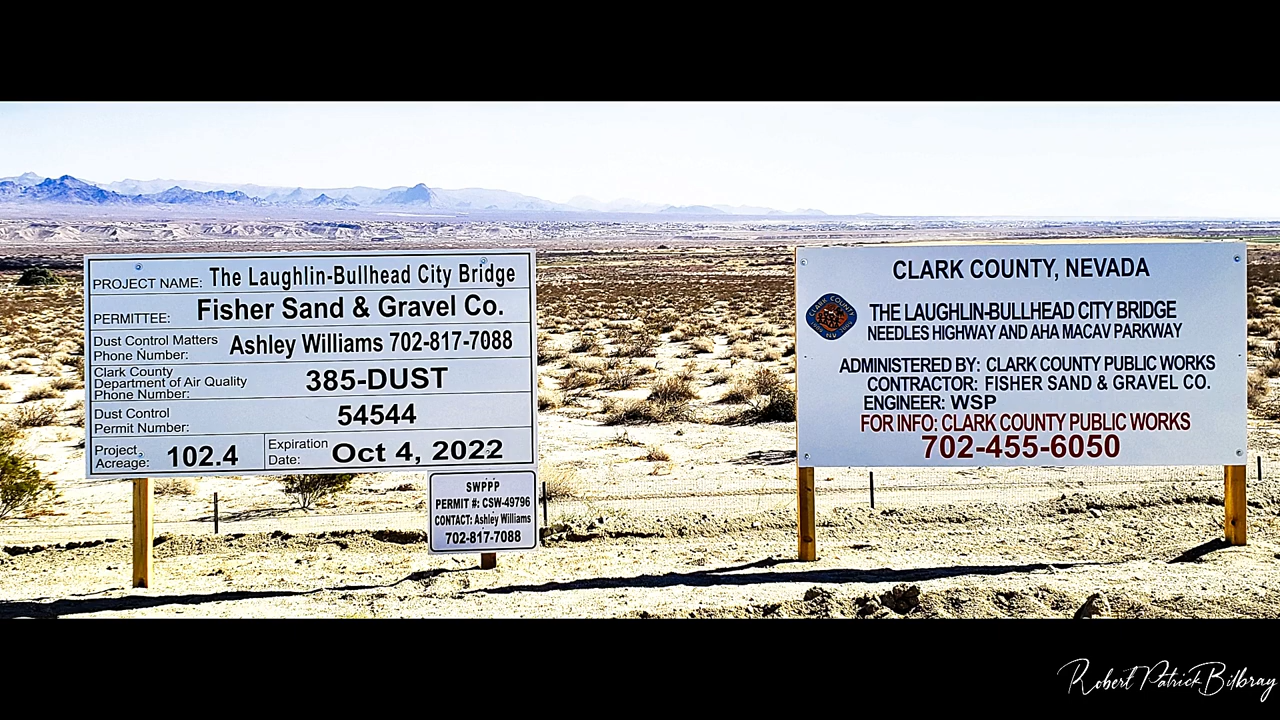 PROJECT NAME: The Laughlin-Bullhead City Bridge
PERMITTEE: Fisher Sand & Gravel Co.
Dust Control Matters
Phone Number: Ashley Williams 702-817-7088
Clark County
Department of Air Quality
Phone Number: 385-DUST
Dust Control
Permit Number: 54544
Project
Acreage: 102.4
Expiration
Date: Oct 4, 2022
SWPPP
PERMIT #: CSW-49796
CONTACT: Ashley Williams
702-817-7088
CLARK COUNTY, NEVADA
CLARK COUNTY
THE LAUGHLIN-BULLHEAD CITY BRIDGE
NEEDLES HIGHWAY AND AHA MACAV PARKWAY
ADMINISTERED BY: CLARK COUNTY PUBLIC WORKS
CONTRACTOR: FISHER SAND & GRAVEL CO.
ENGINEER: WSP
FOR INFO: CLARK COUNTY PUBLIC WORKS
702-455-6050
Robert Patrick Bilbray